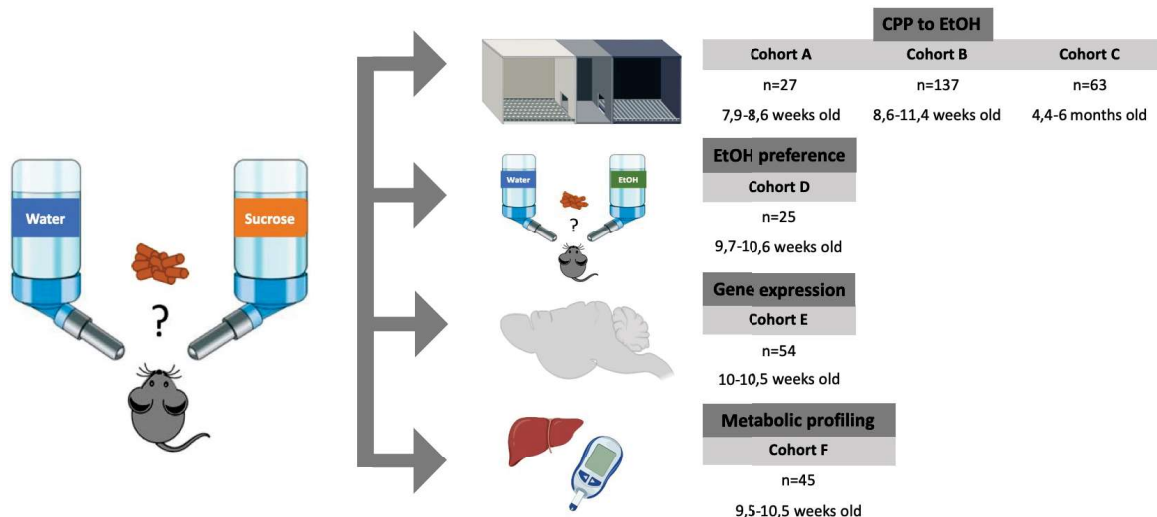 CPP to EtOH
Cohort A Cohort B Cohort C
n=27 n=137 n=63
7,9-8,6 weeks old 8,6-11,4 weeks old 4,4-6 months old
Water Sucrose
?
EtOH preference
Water EtOH
?
Cohort D
n=25
9,7-10,6 weeks old
Gene expression
Cohort E
n=54
10-10,5 weeks old
Metabolic profiling
Cohort F
n=45
9,5-10,5 weeks old